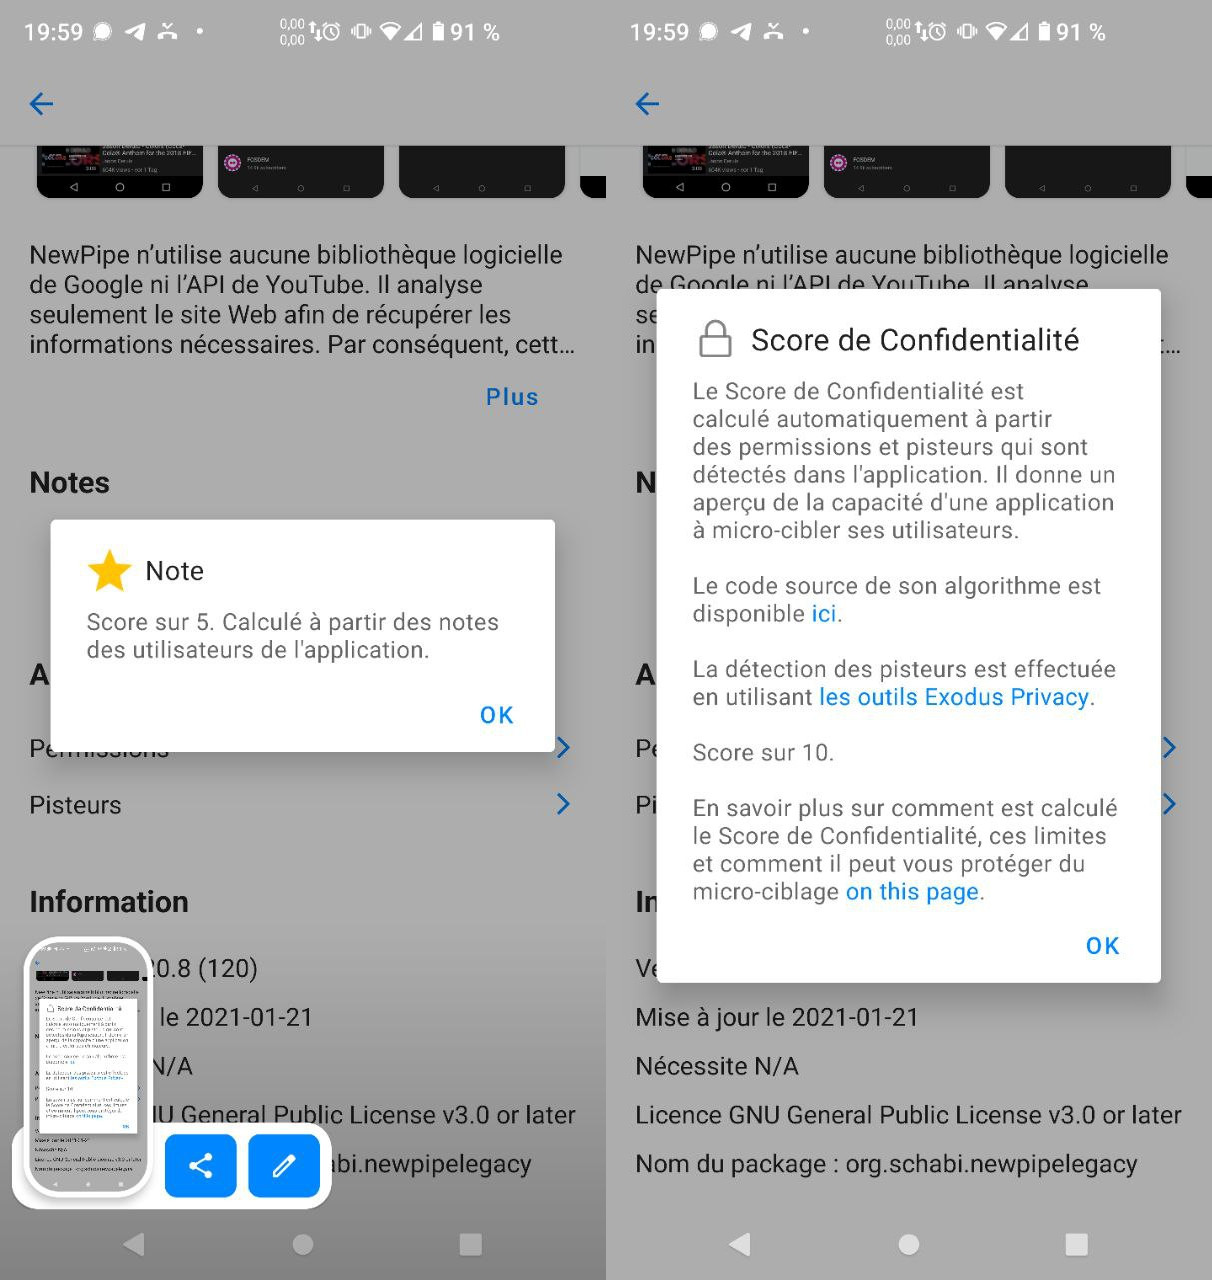 19:59
0,00
0,00
91 %
FOSDEM
NewPipe n’utilise aucune bibliothèque logicielle
de Google ni l’API de YouTube. Il analyse
seulement le site Web afin de récupérer les
informations nécessaires. Par conséquent, cett...
Plus
Notes
Note
Score sur 5. Calculé à partir des notes
des utilisateurs de l'application.
OK
A
Permissions
Pisteurs
Information
Score de Confidentialité
20.8 (120)
le 2021-01-21
N/A
NU General Public License v3.0 or later
abi.newpipelegacy
19:59
0,00
0,00
91 %
FOSDEM
NewPipe n’utilise aucune bibliothèque logicielle
de Google ni l’API de YouTube. Il analyse
se
in
t...
Score de Confidentialité
Le Score de Confidentialité est
calculé automatiquement à partir
des permissions et pisteurs qui sont
détectés dans l'application. Il donne un
aperçu de la capacité d'une application
à micro-cibler ses utilisateurs.
Le code source de son algorithme est
disponible ici.
La détection des pisteurs est effectuée
en utilisant les outils Exodus Privacy.
Score sur 10.
En savoir plus sur comment est calculé
le Score de Confidentialité, ces limites
et comment il peut vous protéger du
micro-ciblage on this page.
OK
N
A
Pe
Pi
In
Ve
Mise à jour le 2021-01-21
Nécessite N/A
Licence GNU General Public License v3.0 or later
Nom du package : org.schabi.newpipelegacy